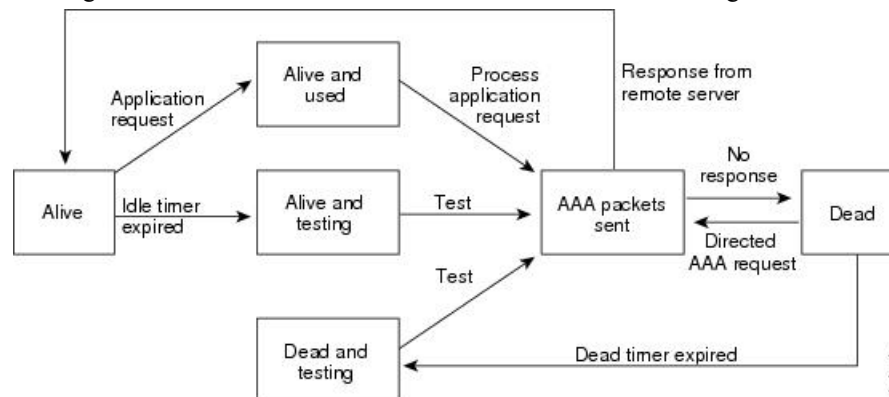 Alive and
used
Process
application
request
Response from
remote server
Application
request
Alive
Idle timer
expired
Alive and
testing
Test
AAA packets
sent
No
response
Directed
AAA request
Dead
Test
Dead and
testing
Dead timer expired